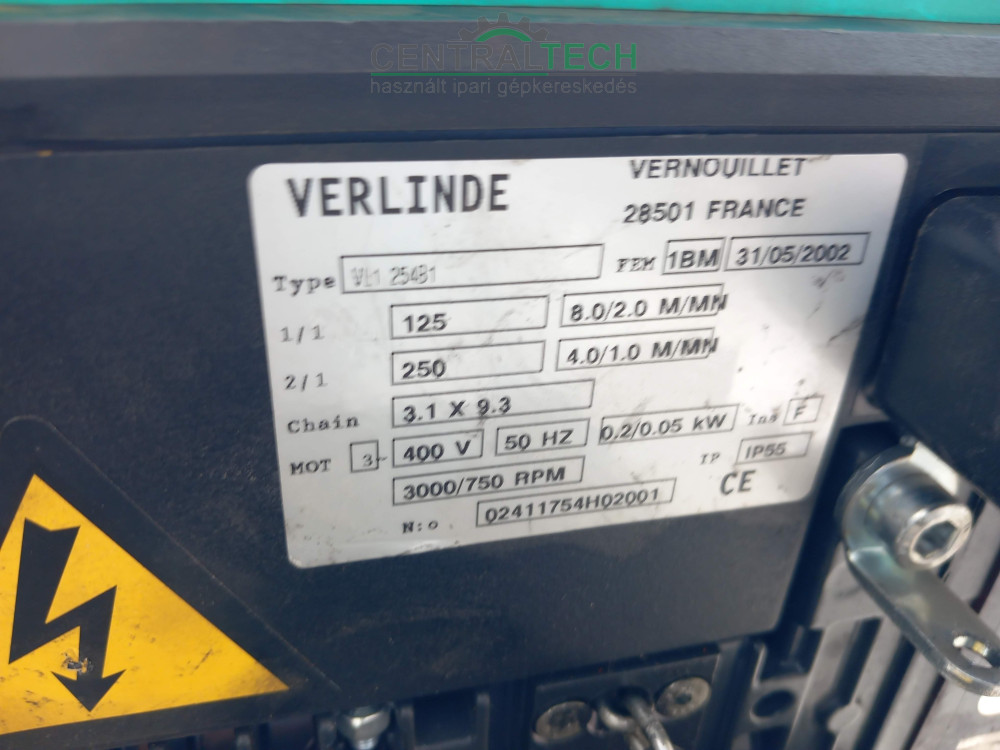 CENTRALTECH
használt ipari gépkereskedés
VERLINDE
VERNOUILLET
28501 FRANCE
Type VL1 254B1 FEM 1BM 31/05/2002
1/1 125 8.0/2.0 M/MN
2/1 250 4.0/1.0 M/MN
Chain 3.1 X 9.3
MOT 3~ 400 V 50 HZ 0.2/0.05 kW Ins F
3000/750 RPM IP IP55
N:o 02411754H02001 CE